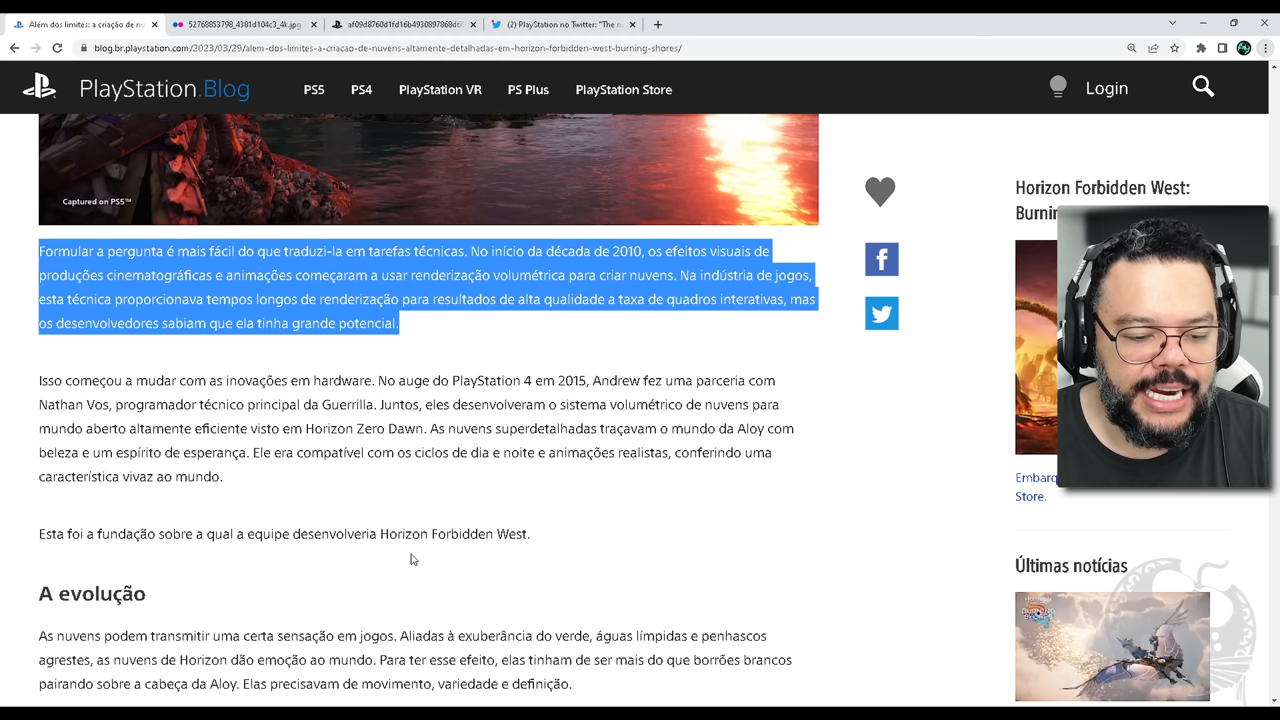 Além dos limites: a criação de nu
52768853798_4381d104c3_4k.jpg
af09d8760d1fd16b4930897868d6
(2) PlayStation no Twitter: "The n
blog.br.playstation.com/2023/03/29/alem-dos-limites-a-criacao-de-nuvens-altamente-detalhadas-em-horizon-forbidden-west-burning-shores/
PlayStation.Blog
PS5
PS4
PlayStation VR
PS Plus
PlayStation Store
Login
Captured on PS5™
Formular a pergunta é mais fácil do que traduzi-la em tarefas técnicas. No início da década de 2010, os efeitos visuais de
produções cinematográficas e animações começaram a usar renderização volumétrica para criar nuvens. Na indústria de jogos,
esta técnica proporcionava tempos longos de renderização para resultados de alta qualidade a taxa de quadros interativas, mas
os desenvolvedores sabiam que ela tinha grande potencial.
Isso começou a mudar com as inovações em hardware. No auge do PlayStation 4 em 2015, Andrew fez uma parceria com
Nathan Vos, programador técnico principal da Guerrilla. Juntos, eles desenvolveram o sistema volumétrico de nuvens para
mundo aberto altamente eficiente visto em Horizon Zero Dawn. As nuvens superdetalhadas traçavam o mundo da Aloy com
beleza e um espírito de esperança. Ele era compatível com os ciclos de dia e noite e animações realistas, conferindo uma
característica vivaz ao mundo.
Esta foi a fundação sobre a qual a equipe desenvolveria Horizon Forbidden West.
A evolução
As nuvens podem transmitir uma certa sensação em jogos. Aliadas à exuberância do verde, águas límpidas e penhascos
agrestes, as nuvens de Horizon dão emoção ao mundo. Para ter esse efeito, elas tinham de ser mais do que borrões brancos
pairando sobre a cabeça da Aloy. Elas precisavam de movimento, variedade e definição.
Horizon Forbidden West:
Burnin
Embarq
Store.
Últimas notícias